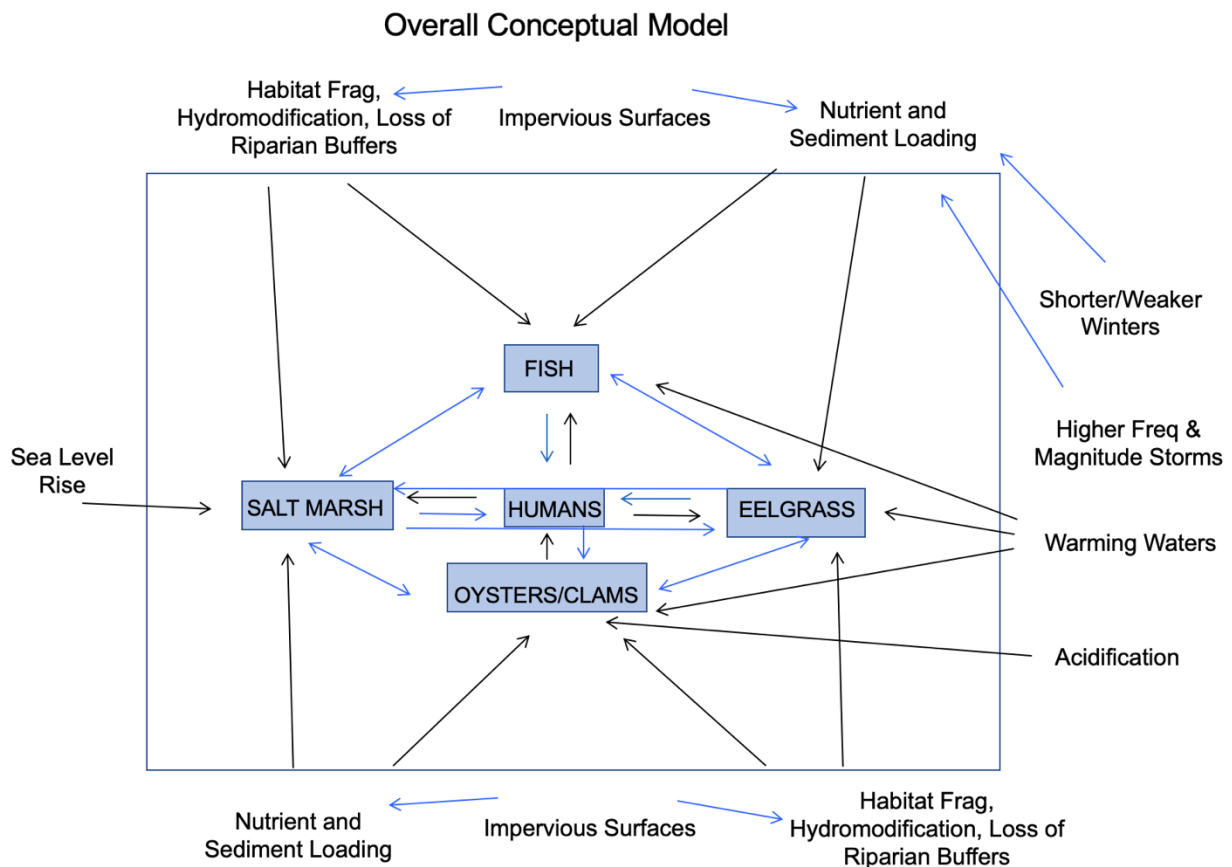 Overall Conceptual Model
Habitat Frag,
Hydromodification, Loss of
Riparian Buffers
Impervious Surfaces
Nutrient and
Sediment Loading
Shorter/Weaker
Winters
FISH
Higher Freq &
Magnitude Storms
Sea Level
Rise
SALT MARSH
HUMANS
EELGRASS
Warming Waters
OYSTERS/CLAMS
Acidification
Nutrient and
Sediment Loading
Impervious Surfaces
Habitat Frag,
Hydromodification, Loss of
Riparian Buffers